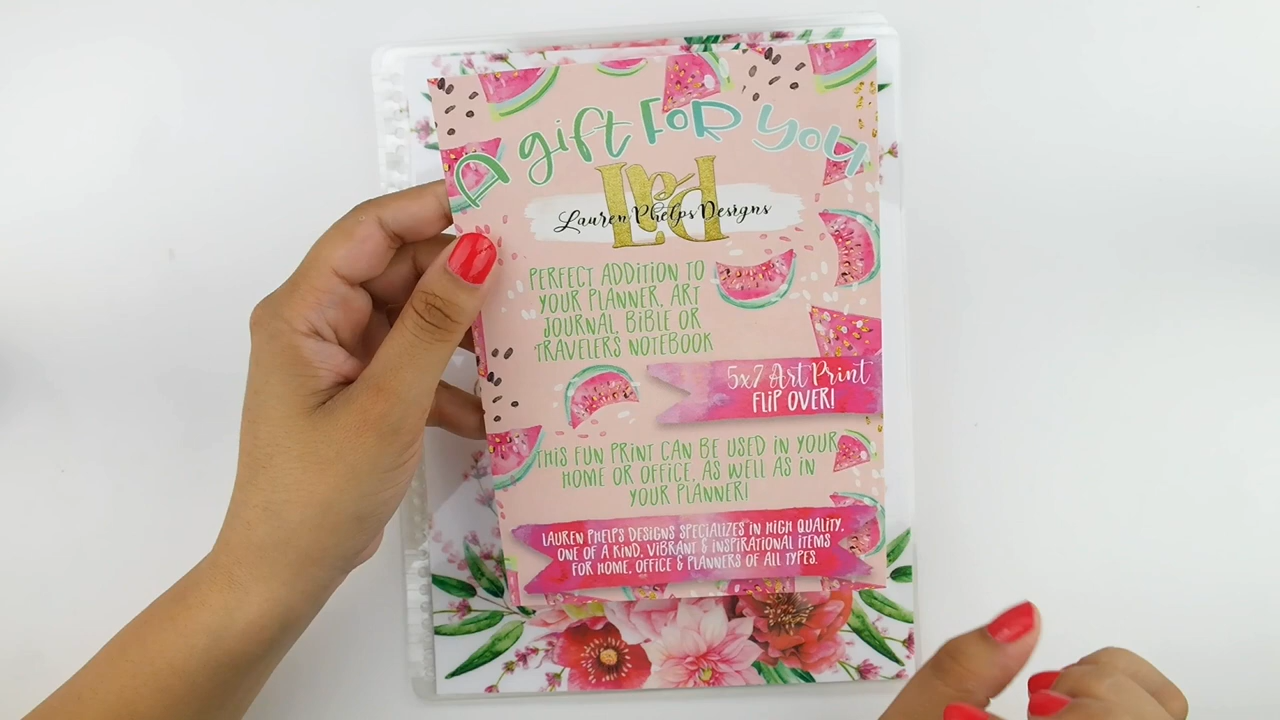 A gift FOR YOU
Lpd
Lauren Phelps Designs
PERFECT ADDITION TO
YOUR PLANNER, ART
JOURNAL, BIBLE OR
TRAVELERS NOTEBOOK
5x7 Art Print
FLIP OVER!
THIS FUN PRINT CAN BE USED IN YOUR
HOME OR OFFICE, AS WELL AS IN
YOUR PLANNER!
LAUREN PHELPS DESIGNS SPECIALIZES IN HIGH QUALITY,
ONE OF A KIND, VIBRANT & INSPIRATIONAL ITEMS
FOR HOME, OFFICE & PLANNERS OF ALL TYPES.